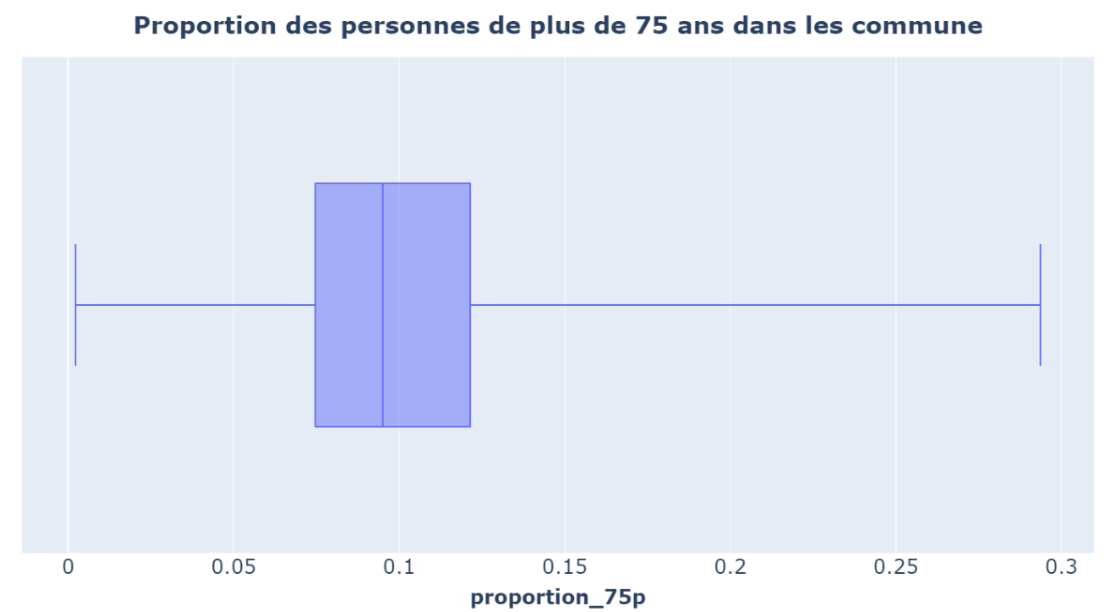 Proportion des personnes de plus de 75 ans dans les commune
0 0.05 0.1 0.15 0.2 0.25 0.3
proportion_75p